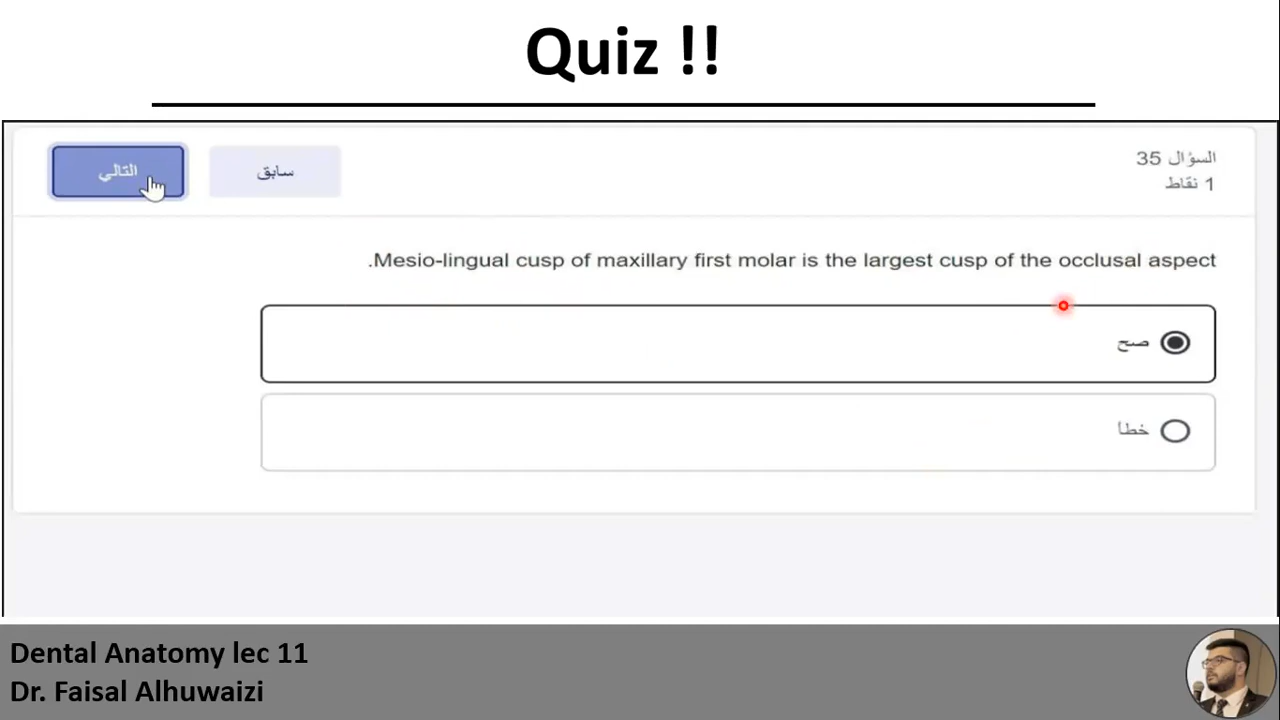 Quiz !!
السؤال 35
1 نقاط
سابق
التالي
.Mesio-lingual cusp of maxillary first molar is the largest cusp of the occlusal aspect
صح
خطأ
Dental Anatomy lec 11
Dr. Faisal Alhuwaizi